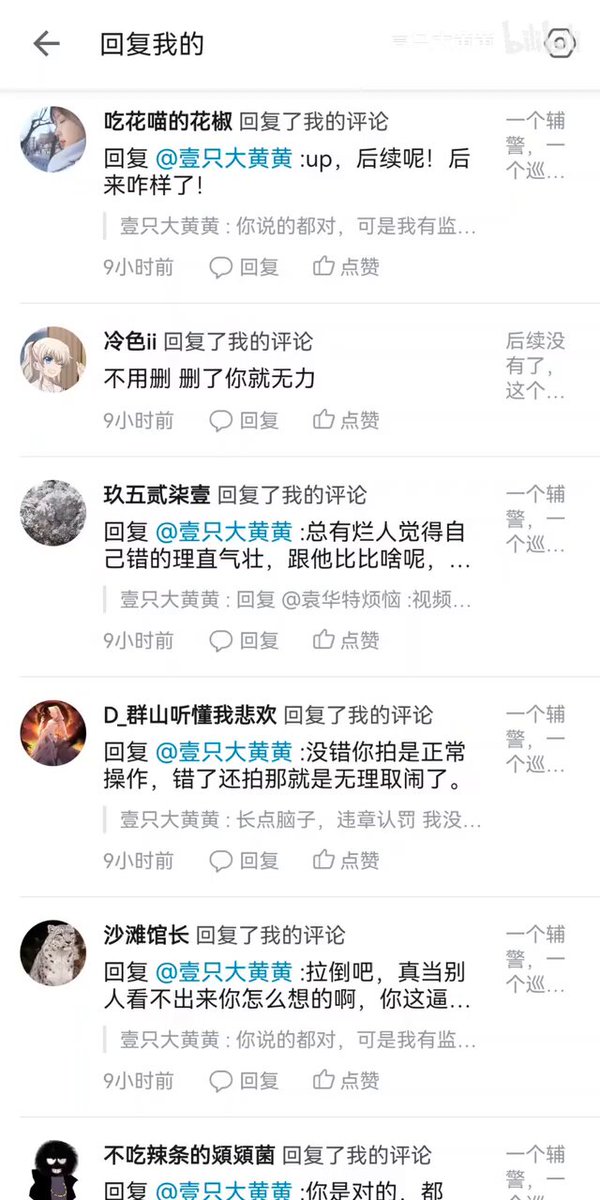 回复我的
壹只大黄黄 bilibili
吃花喵的花椒 回复了我的评论
一个辅
警，一
个巡…
回复 @壹只大黄黄 :up，后续呢！后
来咋样了！
壹只大黄黄 : 你说的都对，可是我有监…
9小时前 回复 点赞
冷色ii 回复了我的评论
后续没
有了，
这个…
不用删 删了你就无力
9小时前 回复 点赞
玖五贰柒壹 回复了我的评论
一个辅
警，一
个巡…
回复 @壹只大黄黄 :总有烂人觉得自
己错的理直气壮，跟他比比啥呢，…
壹只大黄黄 : 回复 @袁华特烦恼 :视频…
9小时前 回复 点赞
D_群山听懂我悲欢 回复了我的评论
一个辅
警，一
个巡…
回复 @壹只大黄黄 :没错你拍是正常
操作，错了还拍那就是无理取闹了。
壹只大黄黄 : 长点脑子，违章认罚 我没…
9小时前 回复 点赞
沙滩馆长 回复了我的评论
一个辅
警，一
个巡…
回复 @壹只大黄黄 :拉倒吧，真当别
人看不出来你怎么想的啊，你这逼…
壹只大黄黄 : 你说的都对，可是我有监…
9小时前 回复 点赞
不吃辣条的熲熲菌 回复了我的评论
一个辅
警，一
回复 @壹只大黄黄 :你是对的，都